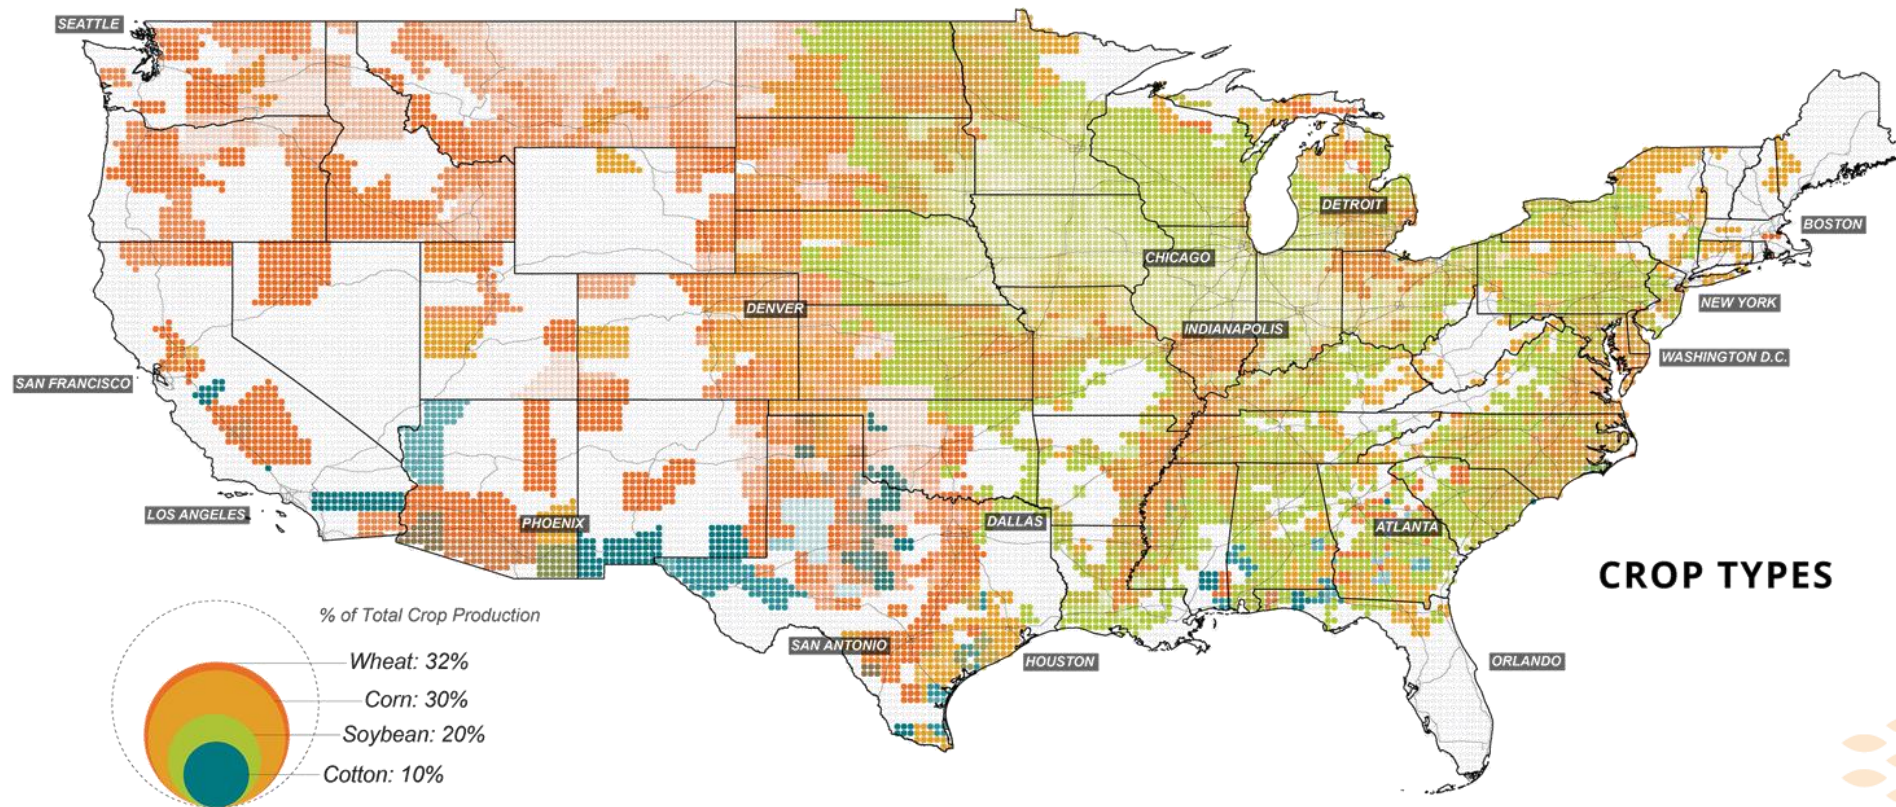 SEATTLE
DETROIT
BOSTON
CHICAGO
NEW YORK
DENVER
INDIANAPOLIS
WASHINGTON D.C.
SAN FRANCISCO
LOS ANGELES
PHOENIX
DALLAS
ATLANTA
CROP TYPES
SAN ANTONIO
HOUSTON
ORLANDO
% of Total Crop Production
Wheat: 32%
Corn: 30%
Soybean: 20%
Cotton: 10%